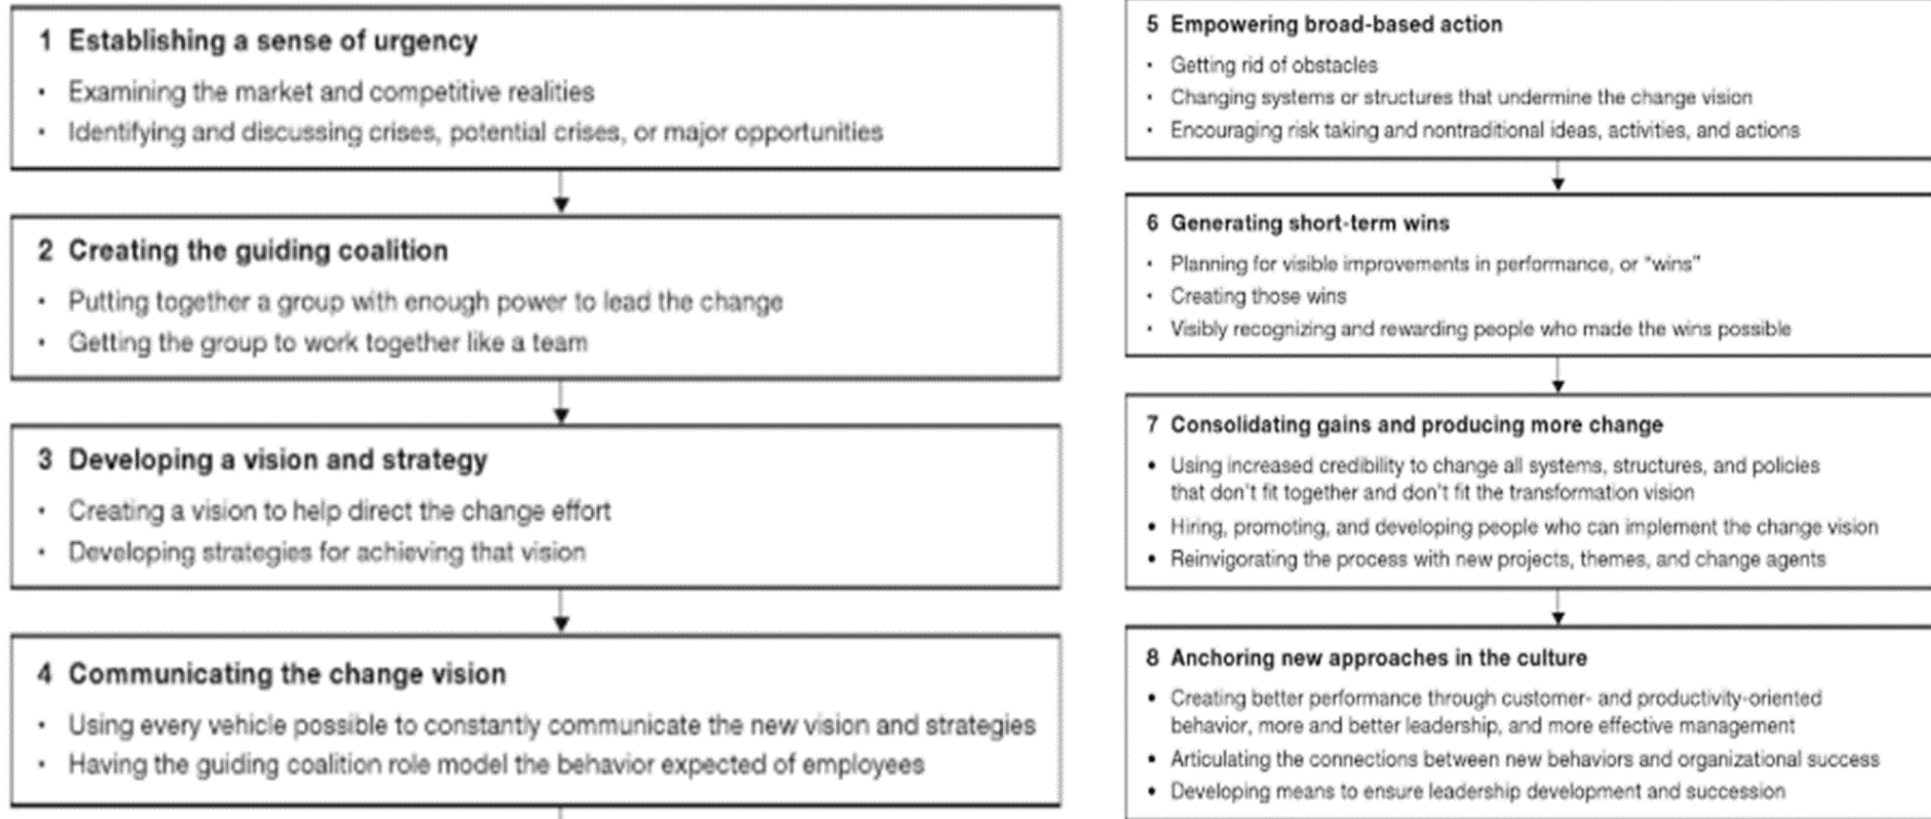 1 Establishing a sense of urgency
• Examining the market and competitive realities
• Identifying and discussing crises, potential crises, or major opportunities
2 Creating the guiding coalition
• Putting together a group with enough power to lead the change
• Getting the group to work together like a team
3 Developing a vision and strategy
• Creating a vision to help direct the change effort
• Developing strategies for achieving that vision
4 Communicating the change vision
• Using every vehicle possible to constantly communicate the new vision and strategies
• Having the guiding coalition role model the behavior expected of employees
5 Empowering broad-based action
• Getting rid of obstacles
• Changing systems or structures that undermine the change vision
• Encouraging risk taking and nontraditional ideas, activities, and actions
6 Generating short-term wins
• Planning for visible improvements in performance, or “wins”
• Creating those wins
• Visibly recognizing and rewarding people who made the wins possible
7 Consolidating gains and producing more change
• Using increased credibility to change all systems, structures, and policies
that don’t fit together and don’t fit the transformation vision
• Hiring, promoting, and developing people who can implement the change vision
• Reinvigorating the process with new projects, themes, and change agents
8 Anchoring new approaches in the culture
• Creating better performance through customer- and productivity-oriented
behavior, more and better leadership, and more effective management
• Articulating the connections between new behaviors and organizational success
• Developing means to ensure leadership development and succession